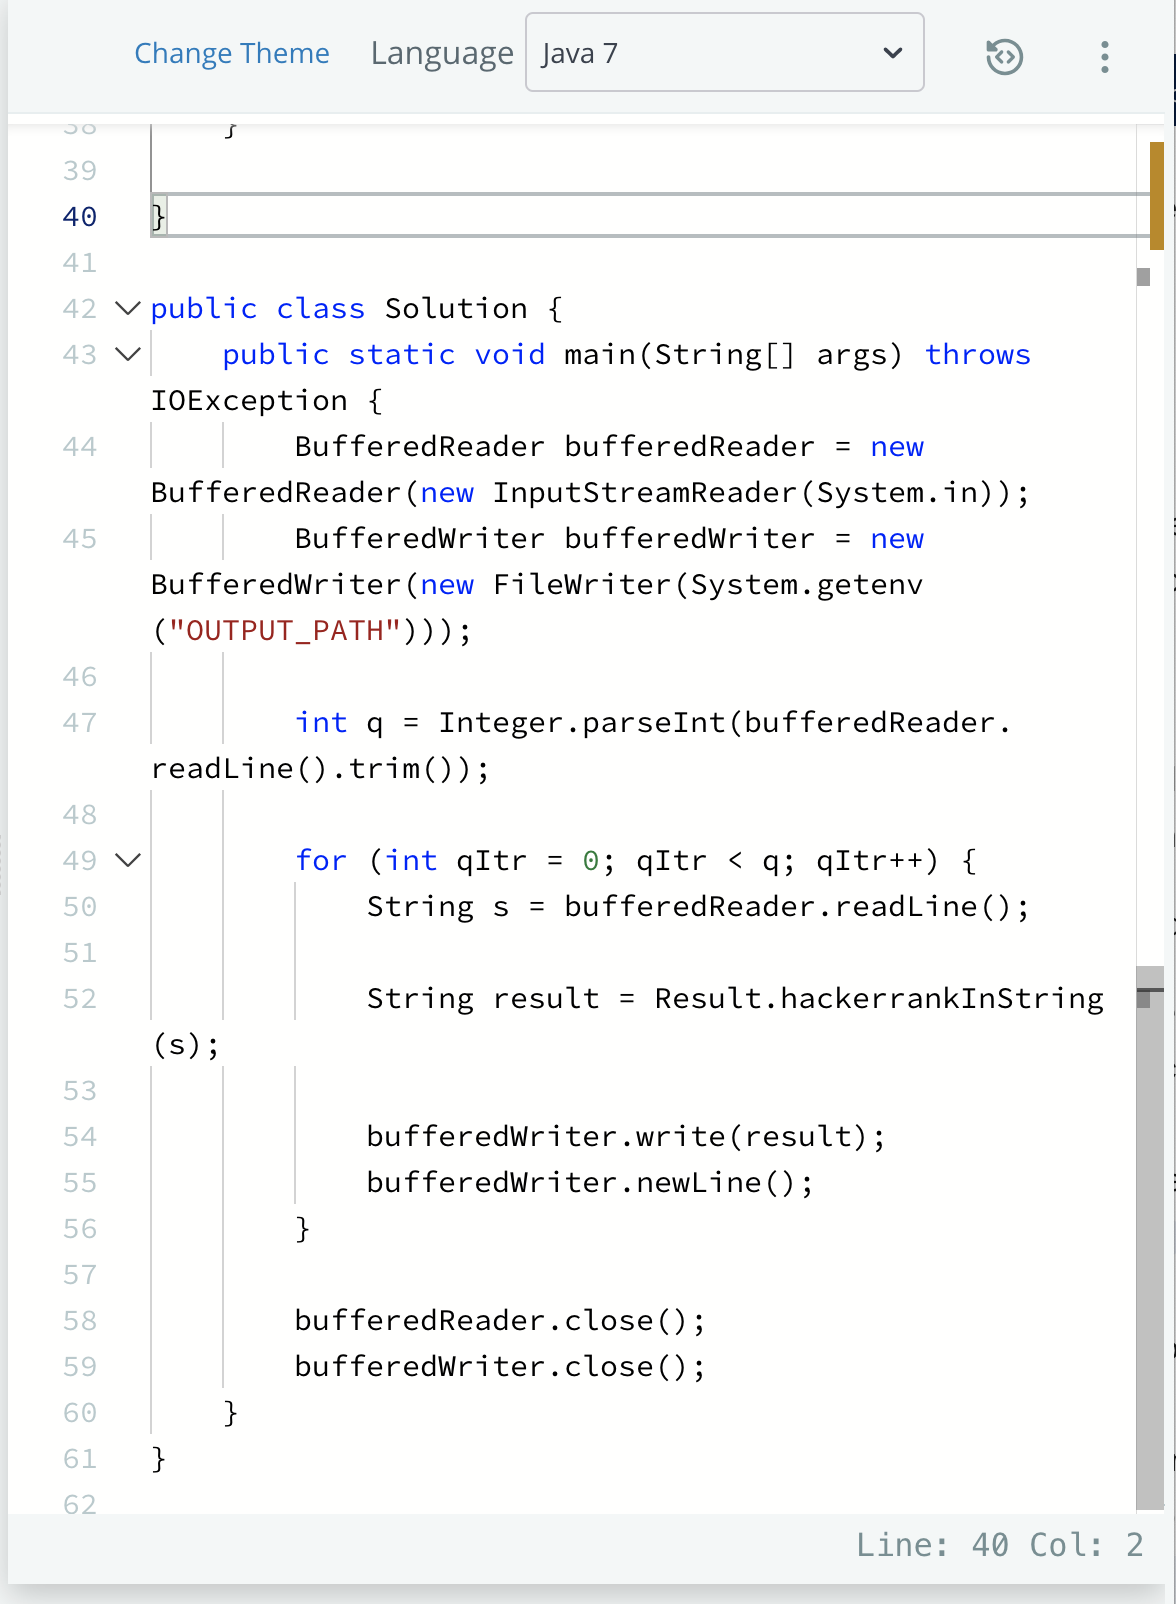 Change Theme Language Java 7
38 }
39
40 }
41
42 public class Solution {
43 public static void main(String[] args) throws
IOException {
44 BufferedReader bufferedReader = new
BufferedReader(new InputStreamReader(System.in));
45 BufferedWriter bufferedWriter = new
BufferedWriter(new FileWriter(System.getenv
("OUTPUT_PATH")));
46
47 int q = Integer.parseInt(bufferedReader.
readLine().trim());
48
49 for (int qItr = 0; qItr < q; qItr++) {
50 String s = bufferedReader.readLine();
51
52 String result = Result.hackerrankInString
(s);
53
54 bufferedWriter.write(result);
55 bufferedWriter.newLine();
56 }
57
58 bufferedReader.close();
59 bufferedWriter.close();
60 }
61 }
62
Line: 40 Col: 2